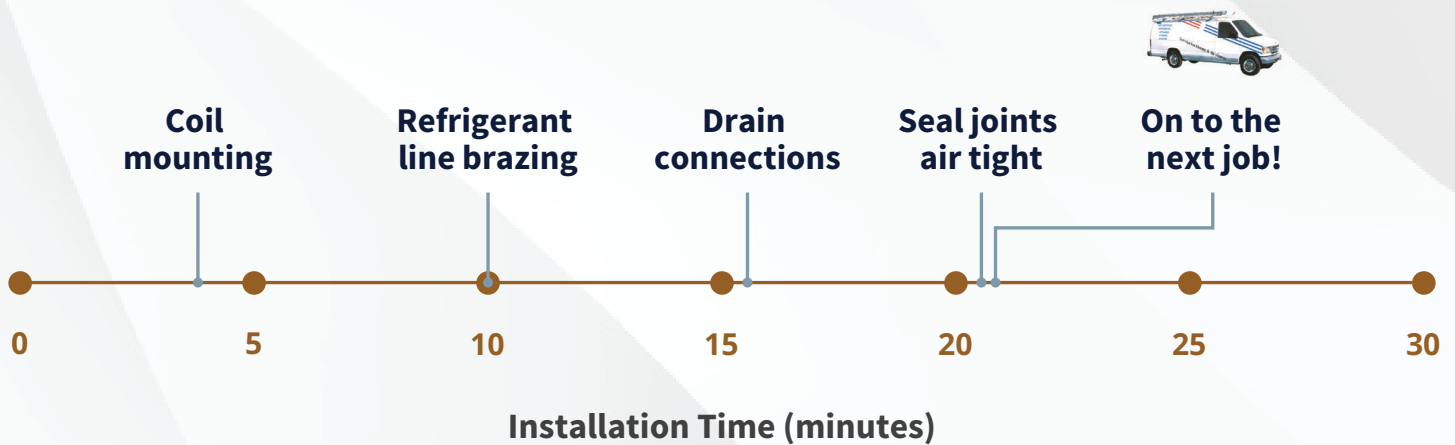 Coil
mounting
Refrigerant
line brazing
Drain
connections
Seal joints
air tight
On to the
next job!
0
5
10
15
20
25
30
Installation Time (minutes)